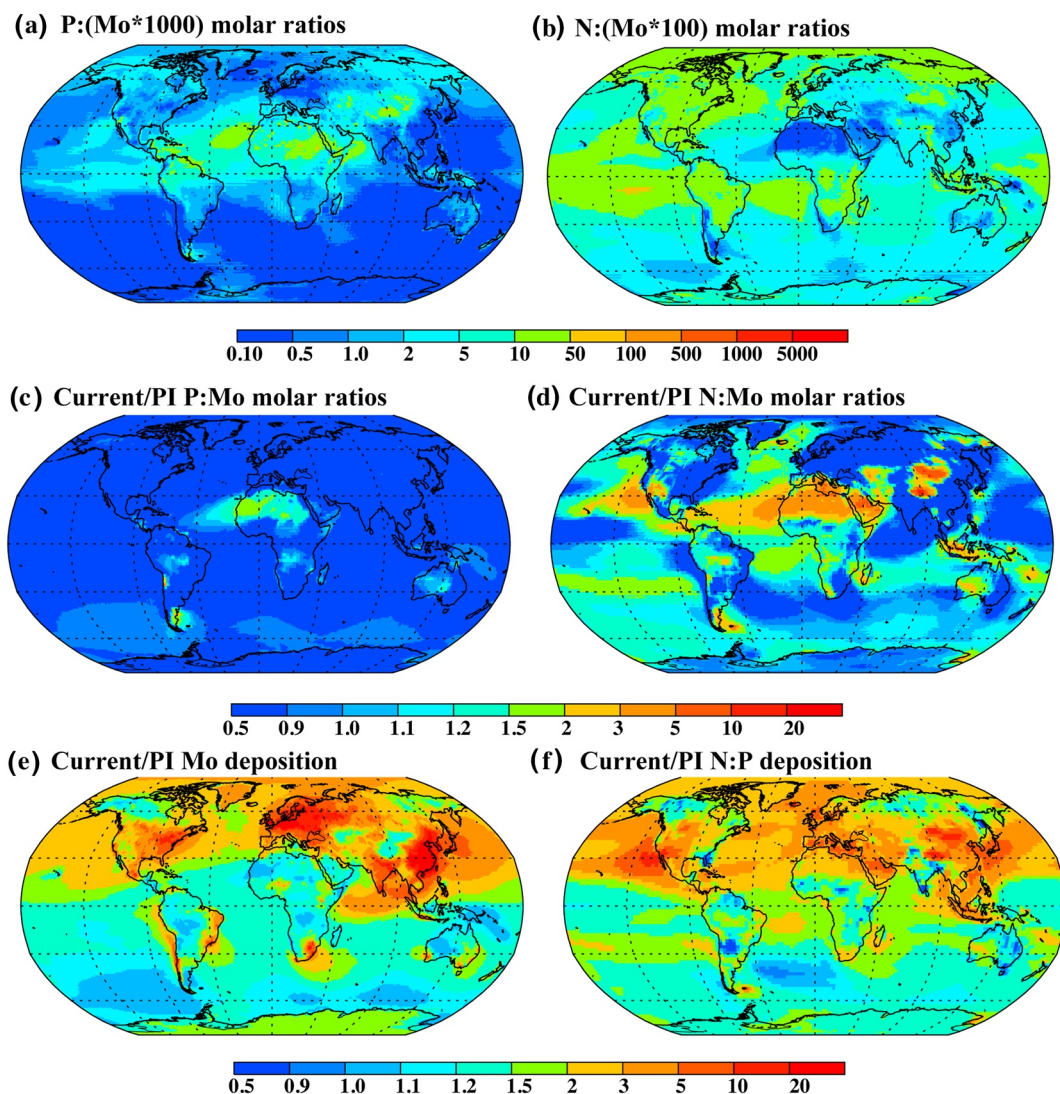 (a) P:(Mo*1000) molar ratios
(b) N:(Mo*100) molar ratios
0.10 0.5 1.0 2 5 10 50 100 500 1000 5000
(c) Current/PI P:Mo molar ratios
(d) Current/PI N:Mo molar ratios
0.5 0.9 1.0 1.1 1.2 1.5 2 3 5 10 20
(e) Current/PI Mo deposition
(f) Current/PI N:P deposition
0.5 0.9 1.0 1.1 1.2 1.5 2 3 5 10 20